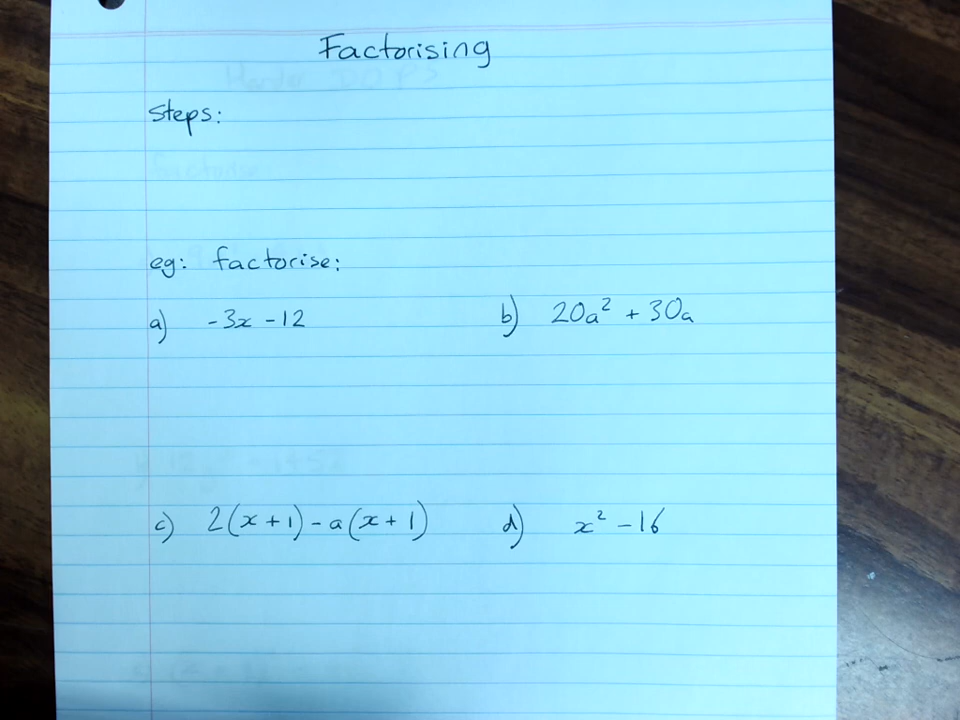 Factorising
Steps:
eg: factorise:
a) -3x -12
b) 20a² + 30a
c) 2(x+1) - a(x+1)
d) x² - 16